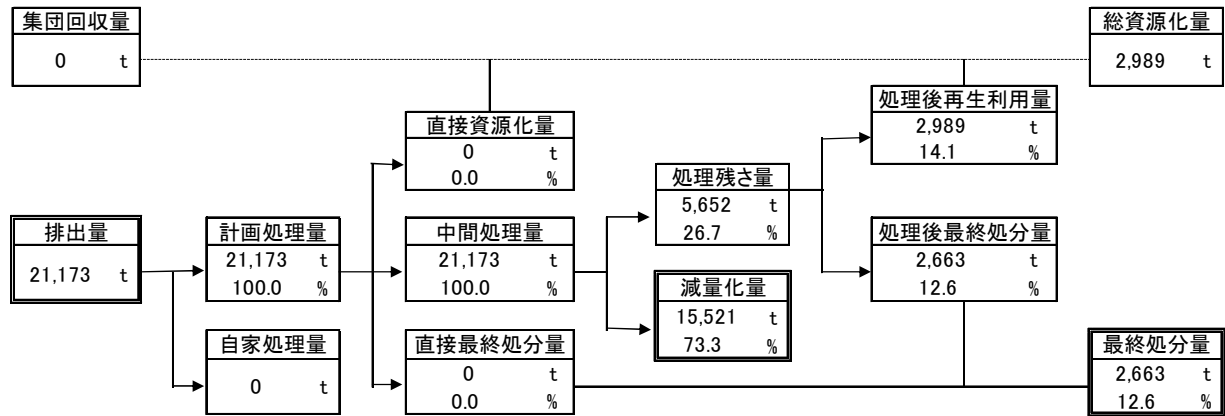 集団回収量
0 t
総資源化量
2,989 t
直接資源化量
0 t
0.0 %
処理後再生利用量
2,989 t
14.1 %
処理残さ量
5,652 t
26.7 %
排出量
21,173 t
計画処理量
21,173 t
100.0 %
中間処理量
21,173 t
100.0 %
処理後最終処分量
2,663 t
12.6 %
減量化量
15,521 t
73.3 %
自家処理量
0 t
直接最終処分量
0 t
0.0 %
最終処分量
2,663 t
12.6 %